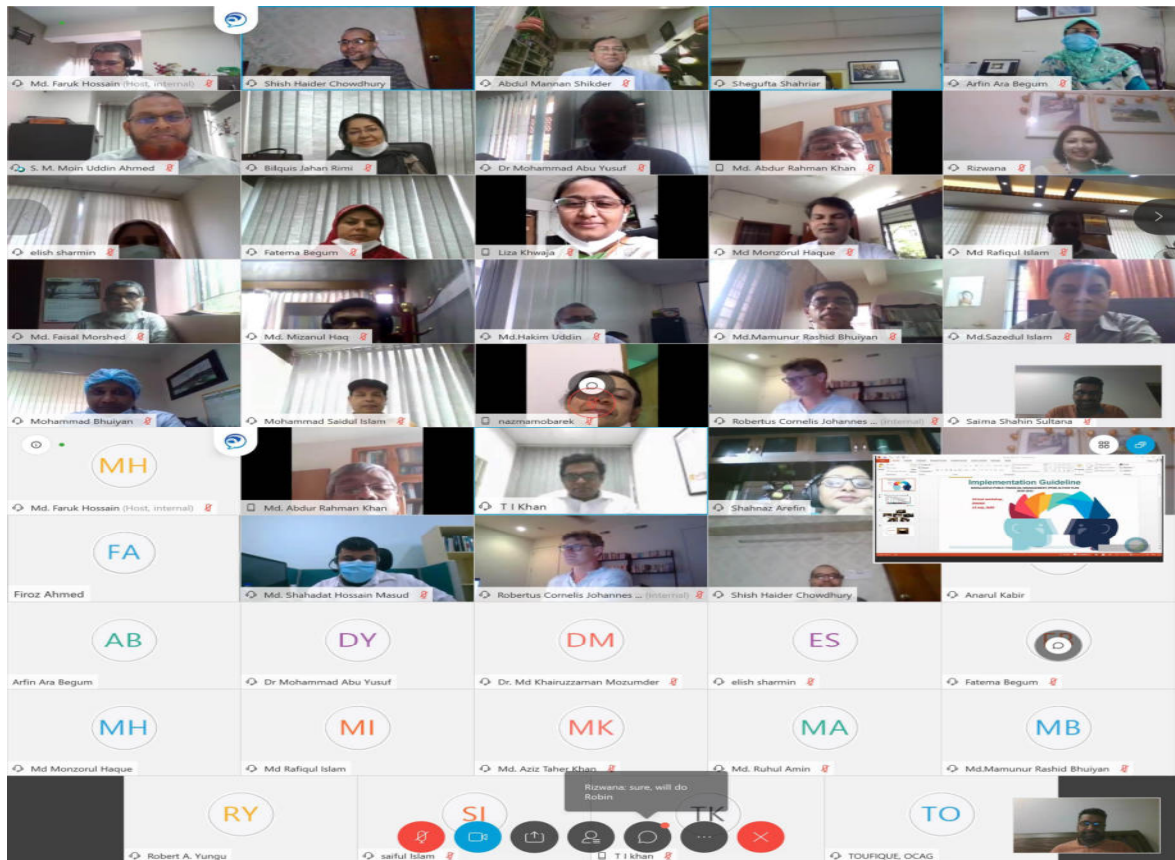 Md. Faruk Hossain (Host, internal)
Shish Haider Chowdhury
Abdul Mannan Shikder
Shegufta Shahriar
Arfin Ara Begum
S. M. Moin Uddin Ahmed
Bilquis Jahan Rimi
Dr Mohammad Abu Yusuf
Md. Abdur Rahman Khan
Rizwana
elish sharmin
Fatema Begum
Liza Khwaja
Md Monzorul Haque
Md Rafiqul Islam
Md. Faisal Morshed
Md. Mizanul Haq
Md.Hakim Uddin
Md.Mamunur Rashid Bhuiyan
Md.Sazedul Islam
Mohammad Bhuiyan
Mohammad Saidul Islam
nazmamobarek
Robertus Cornelis Johannes ... (internal)
Saima Shahin Sultana
MH
Md. Faruk Hossain (Host, internal)
Md. Abdur Rahman Khan
T I Khan
Shahnaz Arefin
Implementation Guideline
FA
Firoz Ahmed
Md. Shahadat Hossain Masud
Robertus Cornelis Johannes ... (internal)
Shish Haider Chowdhury
Anarul Kabir
AB
Arfin Ara Begum
DY
Dr Mohammad Abu Yusuf
DM
Dr. Md Khairuzzaman Mozumder
ES
elish sharmin
Fatema Begum
MH
Md Monzorul Haque
MI
Md Rafiqul Islam
MK
Md. Aziz Taher Khan
MA
Md. Ruhul Amin
MB
Md.Mamunur Rashid Bhuiyan
RY
Robert A. Yungu
SI
saiful Islam
Rizwana: sure, will do
Robin
TK
T I khan
TO
TOUFIQUE, OCAG